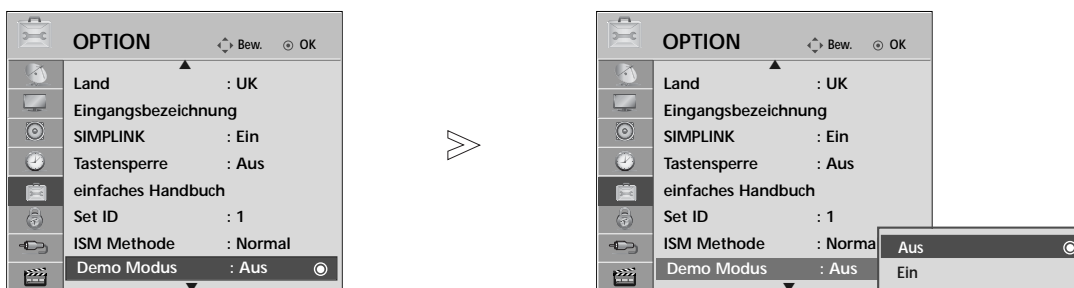 OPTION Bew. OK
Land : UK
Eingangsbezeichnung
SIMPLINK : Ein
Tastensperre : Aus
einfaches Handbuch
Set ID : 1
ISM Methode : Normal
Demo Modus : Aus
OPTION Bew. OK
Land : UK
Eingangsbezeichnung
SIMPLINK : Ein
Tastensperre : Aus
einfaches Handbuch
Set ID : 1
ISM Methode : Norma
Demo Modus : Aus
Aus
Ein